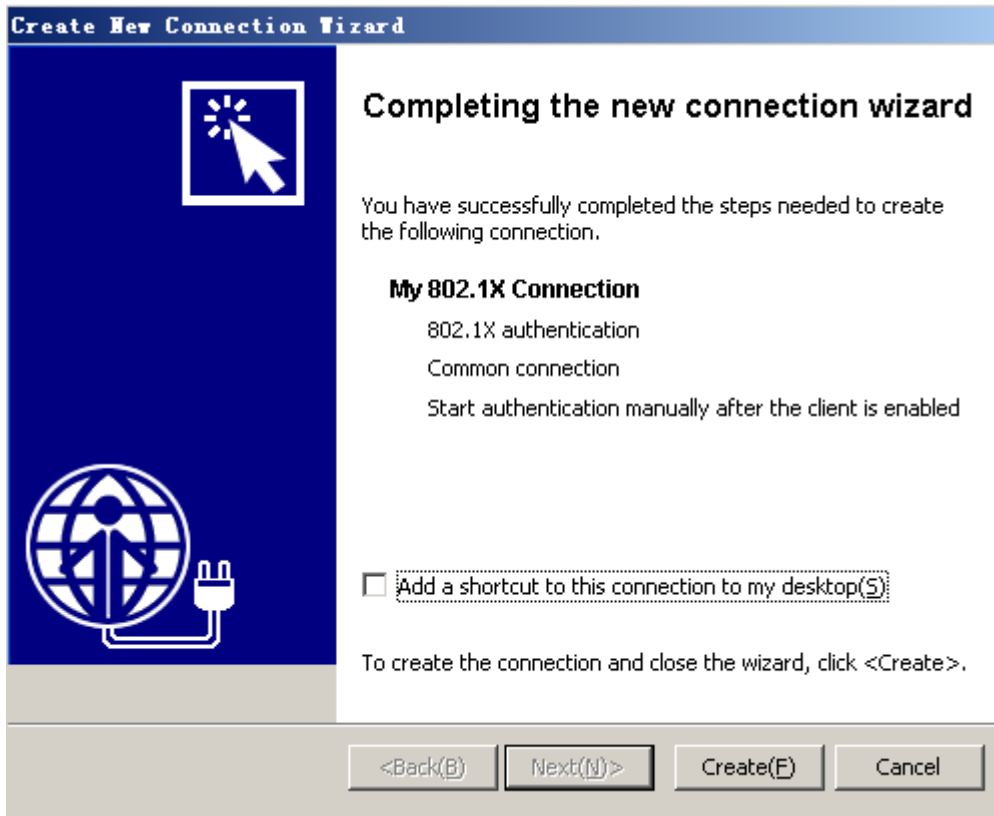 Create New Connection Wizard
Completing the new connection wizard
You have successfully completed the steps needed to create
the following connection.
My 802.1X Connection
802.1X authentication
Common connection
Start authentication manually after the client is enabled
Add a shortcut to this connection to my desktop(S)
To create the connection and close the wizard, click <Create>.
<Back(B)
Next(N)>
Create(F)
Cancel